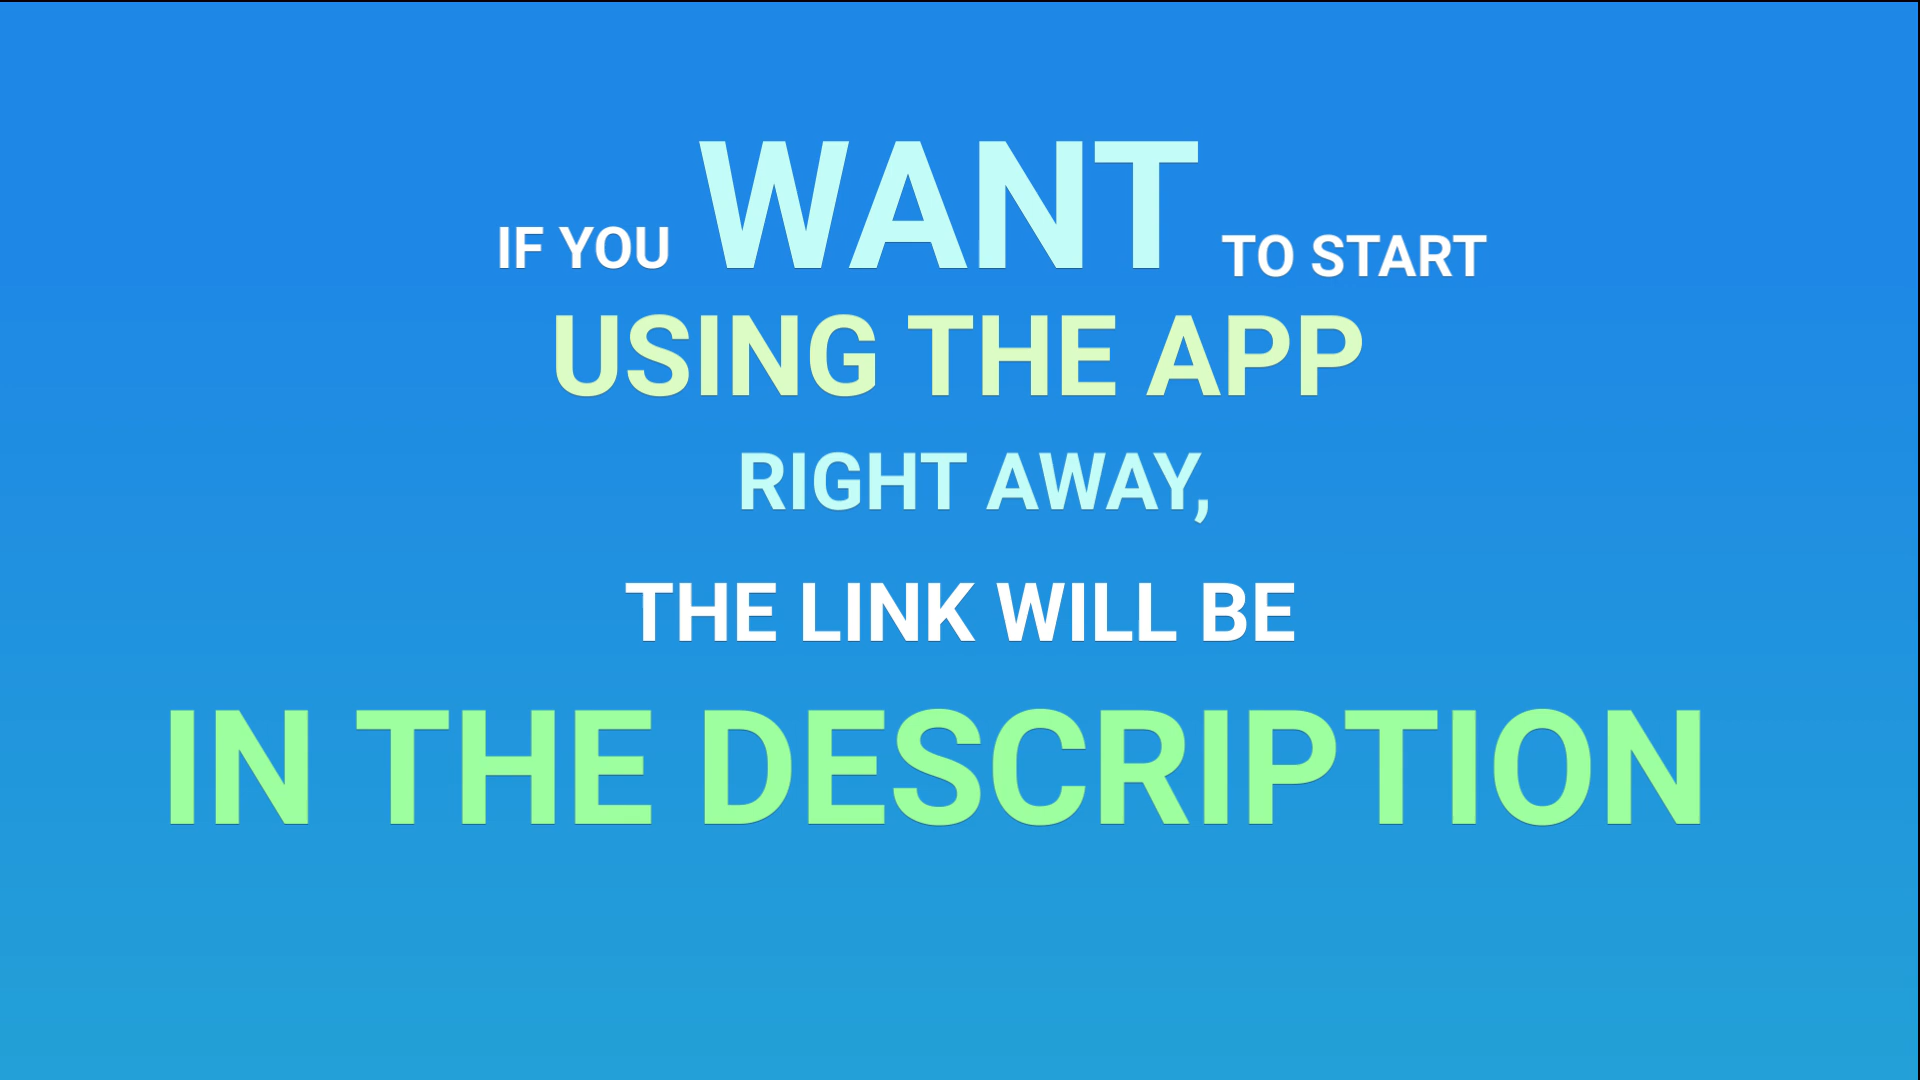 IF YOU WANT TO START
USING THE APP
RIGHT AWAY,
THE LINK WILL BE
IN THE DESCRIPTION